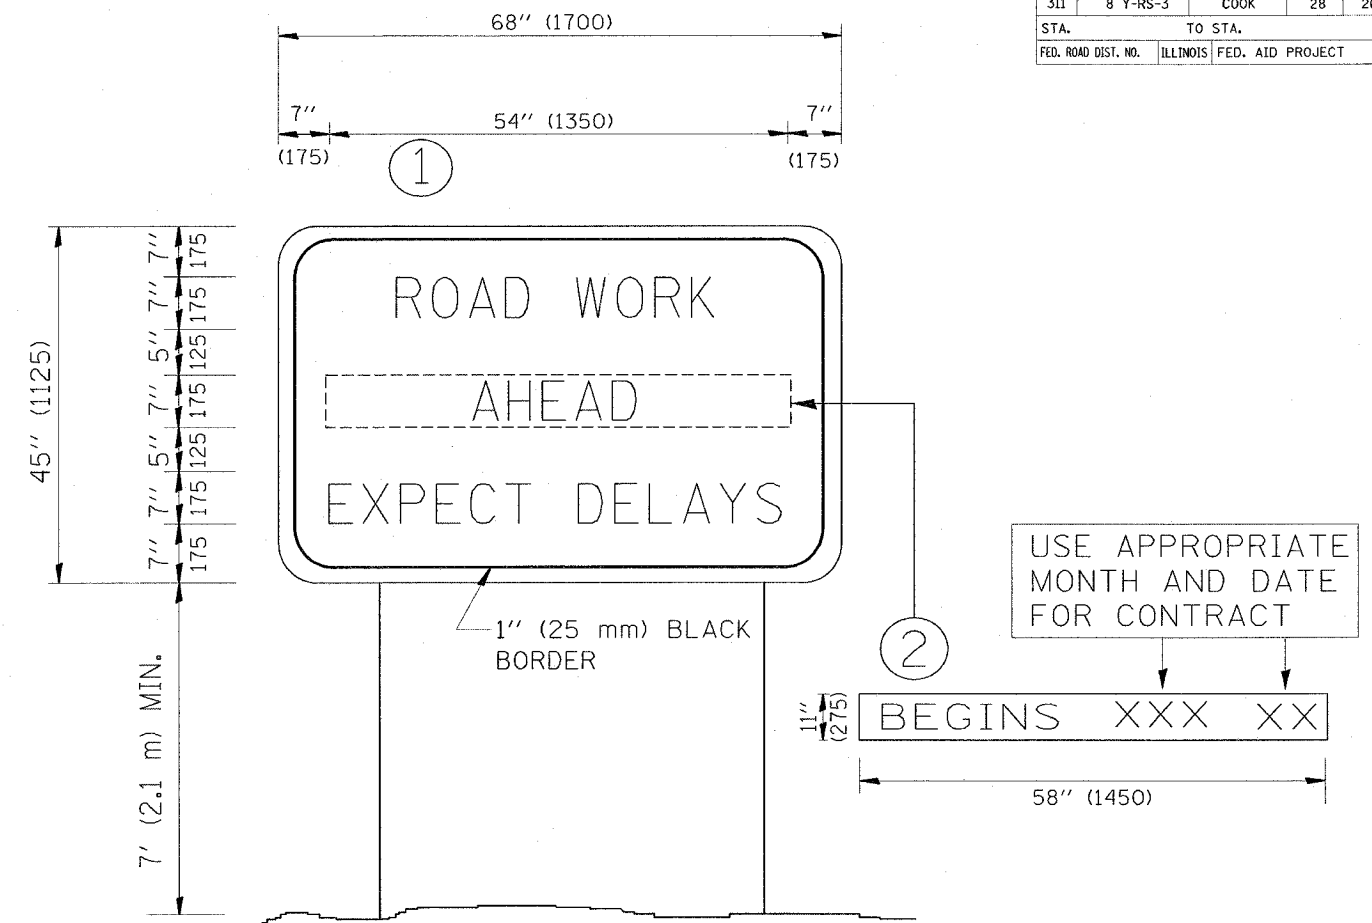 311 8 Y-RS-3 COOK 28
STA. TO STA.
FED. ROAD DIST. NO. ILLINOIS FED. AID PROJECT
68" (1700)
7" 54" (1350) 7"
(175) (175)
1
45" (1125)
7" 175
7" 175
5" 125
7" 175
5" 125
7" 175
7" 175
ROAD WORK
AHEAD
EXPECT DELAYS
1" (25 mm) BLACK
BORDER
7' (2.1 m) MIN.
2
USE APPROPRIATE
MONTH AND DATE
FOR CONTRACT
11"
(275)
BEGINS XXX XX
58" (1450)